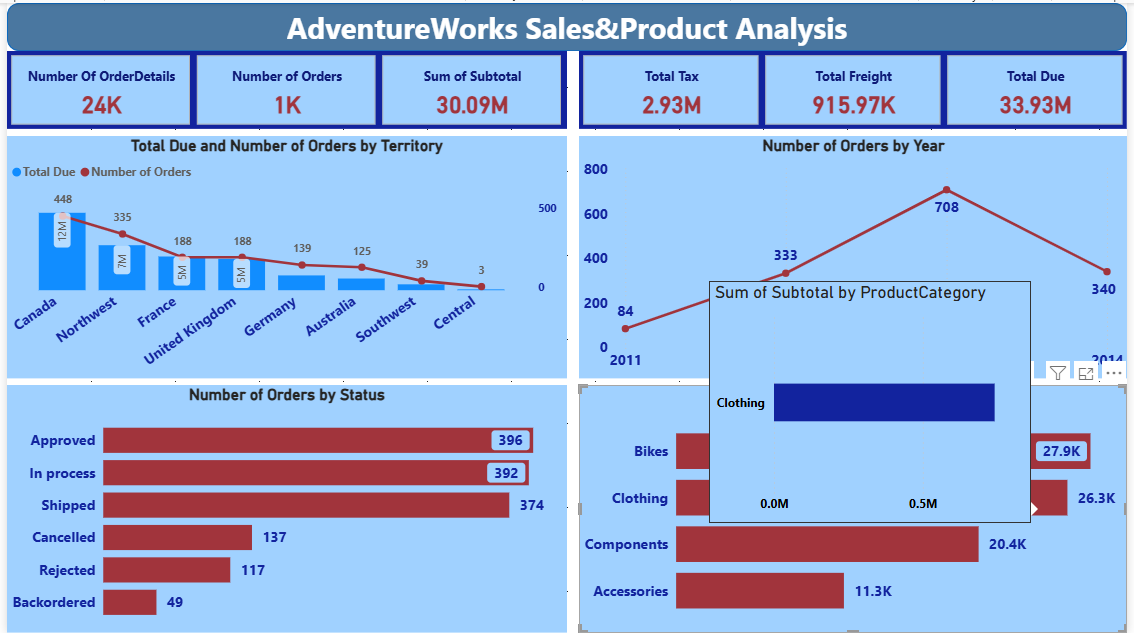 AdventureWorks Sales&Product Analysis
Number Of OrderDetails
24K
Number of Orders
1K
Sum of Subtotal
30.09M
Total Tax
2.93M
Total Freight
915.97K
Total Due
33.93M
Total Due and Number of Orders by Territory
Total Due Number of Orders
448
335
188
188
139
125
39
3
12M
7M
5M
5M
500
0
Canada
Northwest
France
United Kingdom
Germany
Australia
Southwest
Central
Number of Orders by Year
800
600
400
200
0
84
333
708
340
2011
2014
Number of Orders by Status
Approved 396
In process 392
Shipped 374
Cancelled 137
Rejected 117
Backordered 49
Sum of Subtotal by ProductCategory
Clothing
0.0M 0.5M
Bikes 27.9K
Clothing 26.3K
Components 20.4K
Accessories 11.3K